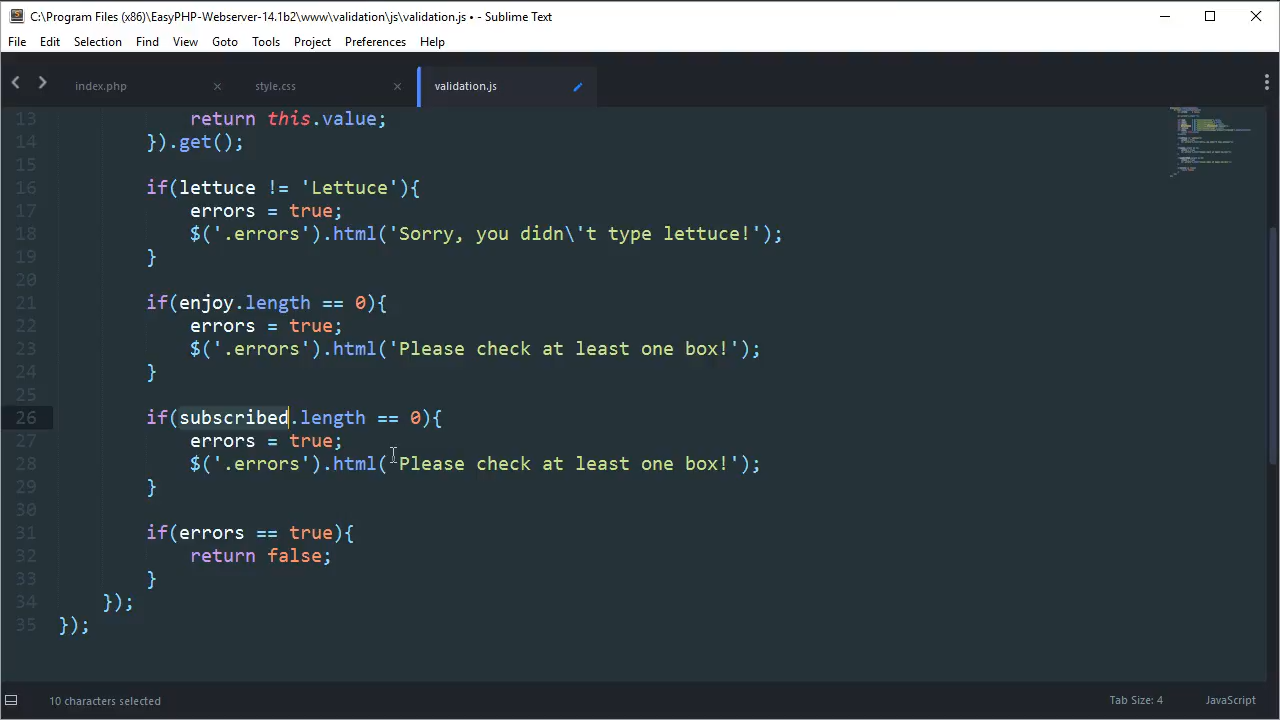 C:\Program Files (x86)\EasyPHP-Webserver-14.1b2\www\validation\js\validation.js • - Sublime Text
File Edit Selection Find View Goto Tools Project Preferences Help
index.php style.css validation.js
13 return this.value;
14 }).get();
15
16 if(lettuce != 'Lettuce'){
17 errors = true;
18 $('.errors').html('Sorry, you didn\'t type lettuce!');
19 }
20
21 if(enjoy.length == 0){
22 errors = true;
23 $('.errors').html('Please check at least one box!');
24 }
25
26 if(subscribed.length == 0){
27 errors = true;
28 $('.errors').html('Please check at least one box!');
29 }
30
31 if(errors == true){
32 return false;
33 }
34 });
35 });
10 characters selected Tab Size: 4 JavaScript